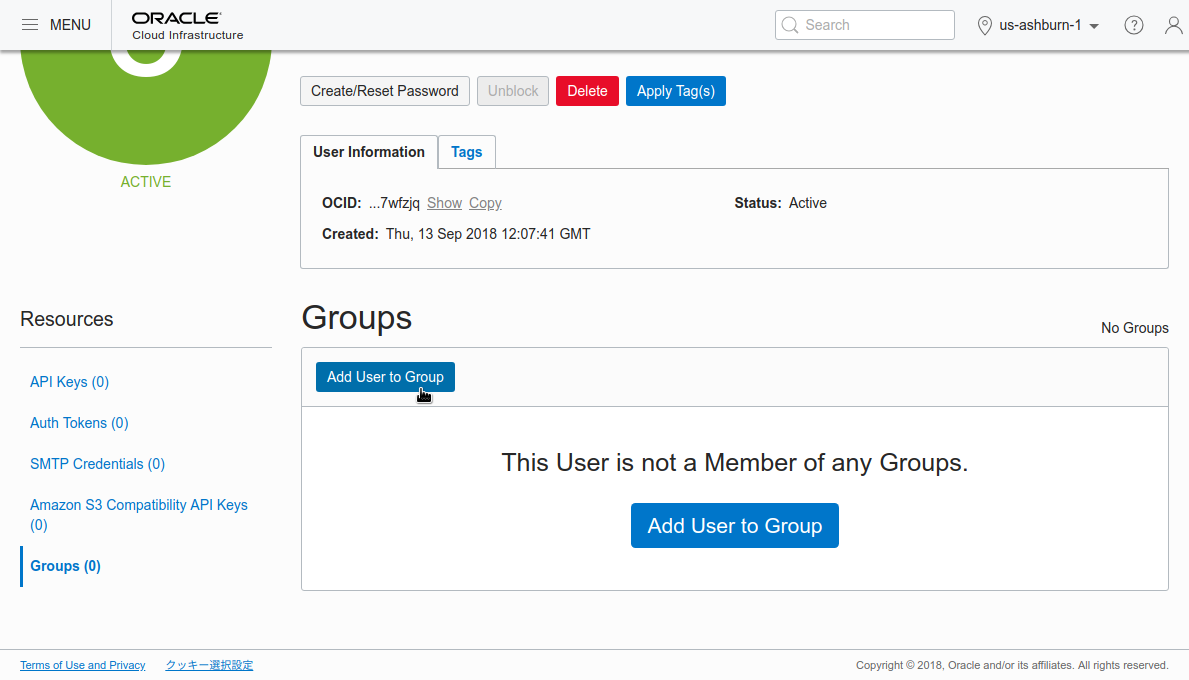 MENU
ORACLE
Cloud Infrastructure
Search
us-ashburn-1
Create/Reset Password
Unblock
Delete
Apply Tag(s)
ACTIVE
User Information
Tags
OCID: ...7wfzjq Show Copy
Status: Active
Created: Thu, 13 Sep 2018 12:07:41 GMT
Resources
API Keys (0)
Auth Tokens (0)
SMTP Credentials (0)
Amazon S3 Compatibility API Keys
(0)
Groups (0)
Groups
No Groups
Add User to Group
This User is not a Member of any Groups.
Add User to Group
Terms of Use and Privacy
クッキー選択設定
Copyright © 2018, Oracle and/or its affiliates. All rights reserved.